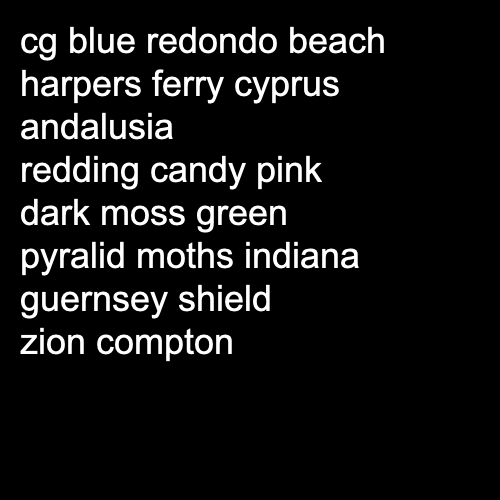 cg blue redondo beach
harpers ferry cyprus
andalusia
redding candy pink
dark moss green
pyralid moths indiana
guernsey shield
zion compton